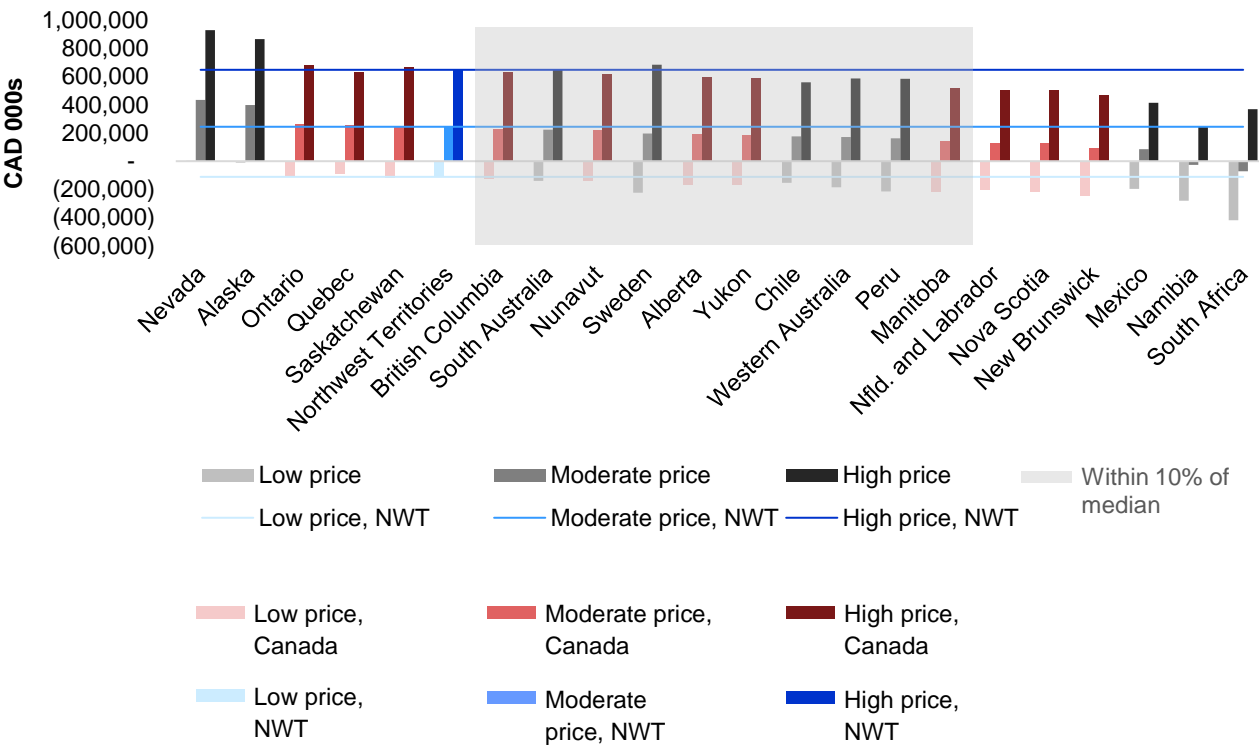 CAD 000s
1,000,000
800,000
600,000
400,000
200,000
-
(200,000)
(400,000)
(600,000)
Nevada
Alaska
Ontario
Quebec
Saskatchewan
Northwest Territories
British Columbia
South Australia
Nunavut
Sweden
Alberta
Yukon
Chile
Western Australia
Peru
Manitoba
Nfld. and Labrador
Nova Scotia
New Brunswick
Mexico
Namibia
South Africa
Low price
Moderate price
High price
Within 10% of
median
Low price, NWT
Moderate price, NWT
High price, NWT
Low price,
Canada
Moderate price,
Canada
High price,
Canada
Low price,
NWT
Moderate
price, NWT
High price,
NWT